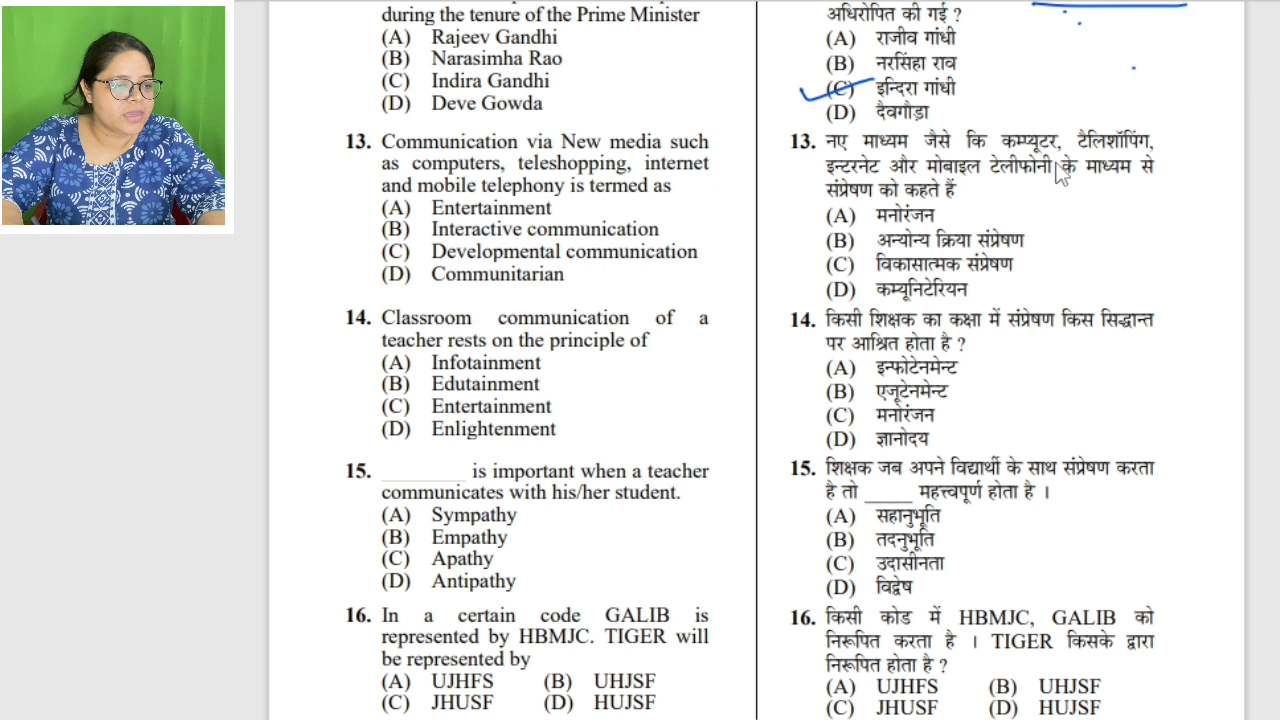 during the tenure of the Prime Minister
(A) Rajeev Gandhi
(B) Narasimha Rao
(C) Indira Gandhi
(D) Deve Gowda
13. Communication via New media such
as computers, teleshopping, internet
and mobile telephony is termed as
(A) Entertainment
(B) Interactive communication
(C) Developmental communication
(D) Communitarian
14. Classroom communication of a
teacher rests on the principle of
(A) Infotainment
(B) Edutainment
(C) Entertainment
(D) Enlightenment
15. ________ is important when a teacher
communicates with his/her student.
(A) Sympathy
(B) Empathy
(C) Apathy
(D) Antipathy
16. In a certain code GALIB is
represented by HBMJC. TIGER will
be represented by
(A) UJHFS (B) UHJSF
(C) JHUSF (D) HUJSF
अधिरोपित की गई ?
(A) राजीव गांधी
(B) नरसिंहा राव
(C) इन्दिरा गांधी
(D) दैवगौड़ा
13. नए माध्यम जैसे कि कम्प्यूटर, टैलिशॉपिंग,
इन्टरनेट और मोबाइल टेलीफोनी के माध्यम से
संप्रेषण को कहते हैं
(A) मनोरंजन
(B) अन्योन्य क्रिया संप्रेषण
(C) विकासात्मक संप्रेषण
(D) कम्यूनिटेरियन
14. किसी शिक्षक का कक्षा में संप्रेषण किस सिद्धान्त
पर आश्रित होता है ?
(A) इन्फोटेनमेन्ट
(B) एजूटेनमेन्ट
(C) मनोरंजन
(D) ज्ञानोदय
15. शिक्षक जब अपने विद्यार्थी के साथ संप्रेषण करता
है तो _____ महत्त्वपूर्ण होता है ।
(A) सहानुभूति
(B) तदनुभूति
(C) उदासीनता
(D) विद्वेष
16. किसी कोड में HBMJC, GALIB को
निरूपित करता है । TIGER किसके द्वारा
निरूपित होता है ?
(A) UJHFS (B) UHJSF
(C) JHUSF (D) HUJSF